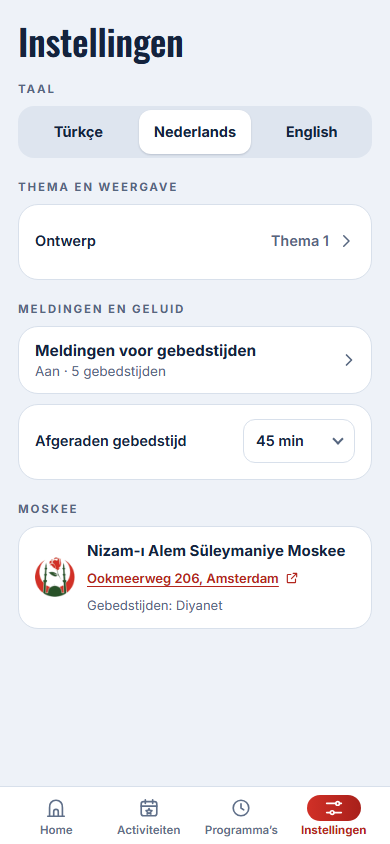 Instellingen
TAAL
Türkçe Nederlands English
THEMA EN WEERGAVE
Ontwerp Thema 1
MELDINGEN EN GELUID
Meldingen voor gebedstijden
Aan · 5 gebedstijden
Afgeraden gebedstijd 45 min
MOSKEE
Nizam-ı Alem Süleymaniye Moskee
Ookmeerweg 206, Amsterdam
Gebedstijden: Diyanet
Home Activiteiten Programma's Instellingen